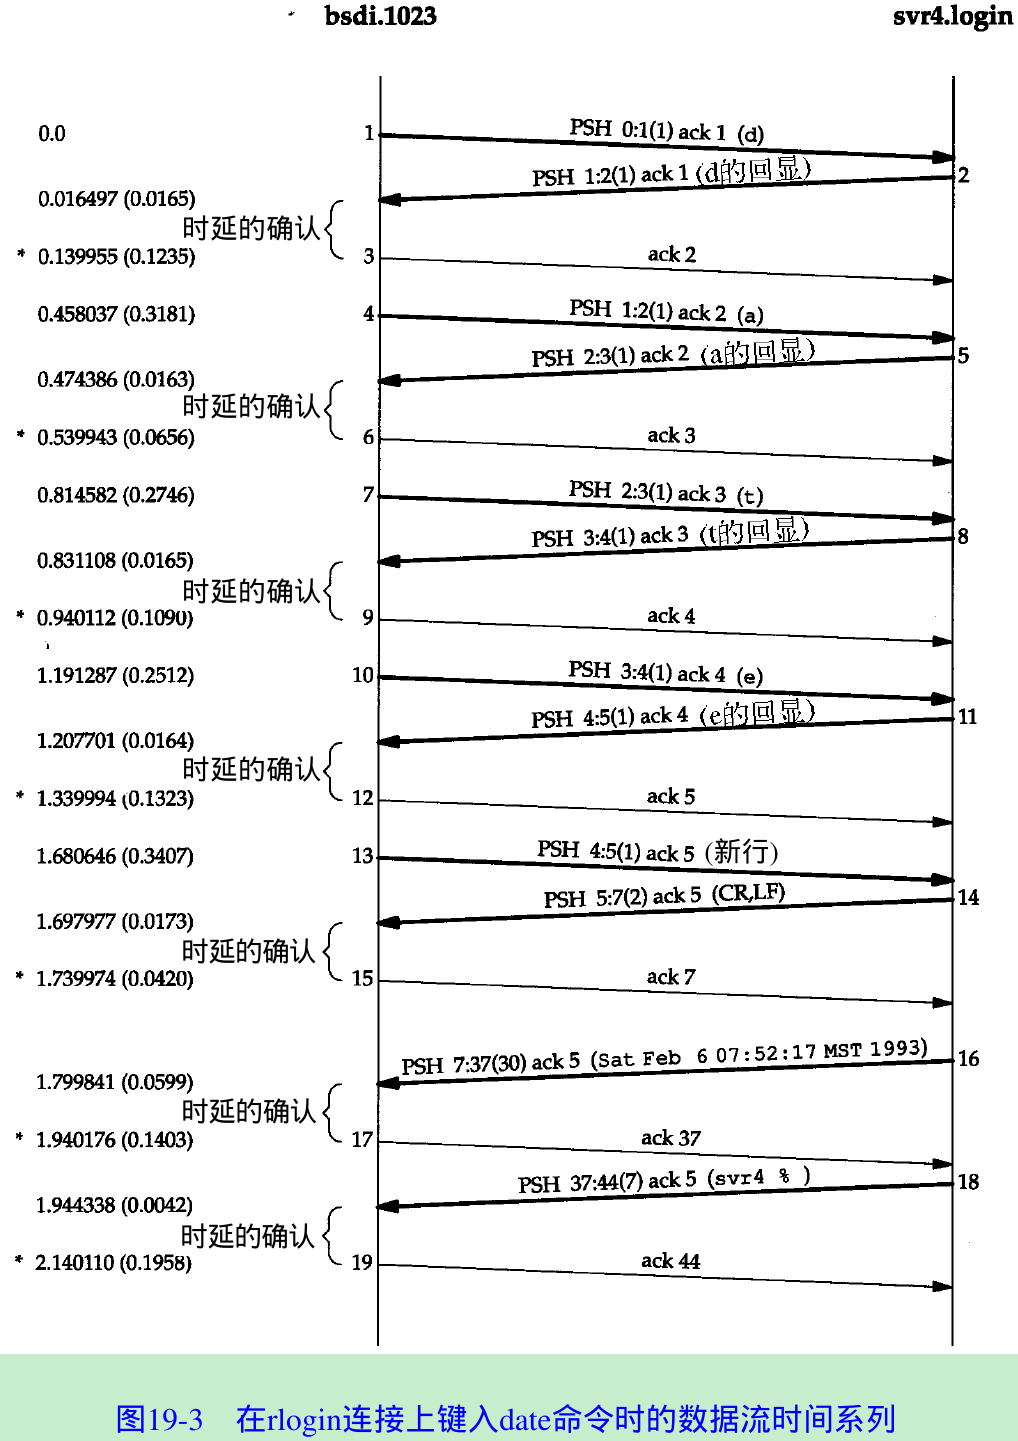 bsdi.1023 svr4.login
0.0 1 PSH 0:1(1) ack 1 (d)
PSH 1:2(1) ack 1 (d的回显) 2
0.016497 (0.0165)
时延的确认
* 0.139955 (0.1235) 3 ack 2
0.458037 (0.3181) 4 PSH 1:2(1) ack 2 (a)
PSH 2:3(1) ack 2 (a的回显) 5
0.474386 (0.0163)
时延的确认
* 0.539943 (0.0656) 6 ack 3
0.814582 (0.2746) 7 PSH 2:3(1) ack 3 (t)
PSH 3:4(1) ack 3 (t的回显) 8
0.831108 (0.0165)
时延的确认
* 0.940112 (0.1090) 9 ack 4
1.191287 (0.2512) 10 PSH 3:4(1) ack 4 (e)
PSH 4:5(1) ack 4 (e的回显) 11
1.207701 (0.0164)
时延的确认
* 1.339994 (0.1323) 12 ack 5
1.680646 (0.3407) 13 PSH 4:5(1) ack 5 (新行)
PSH 5:7(2) ack 5 (CR,LF) 14
1.697977 (0.0173)
时延的确认
* 1.739974 (0.0420) 15 ack 7
PSH 7:37(30) ack 5 (Sat Feb 6 07:52:17 MST 1993) 16
1.799841 (0.0599)
时延的确认
* 1.940176 (0.1403) 17 ack 37
PSH 37:44(7) ack 5 (svr4 % ) 18
1.944338 (0.0042)
时延的确认
* 2.140110 (0.1958) 19 ack 44
图19-3 在rlogin连接上键入date命令时的数据流时间系列